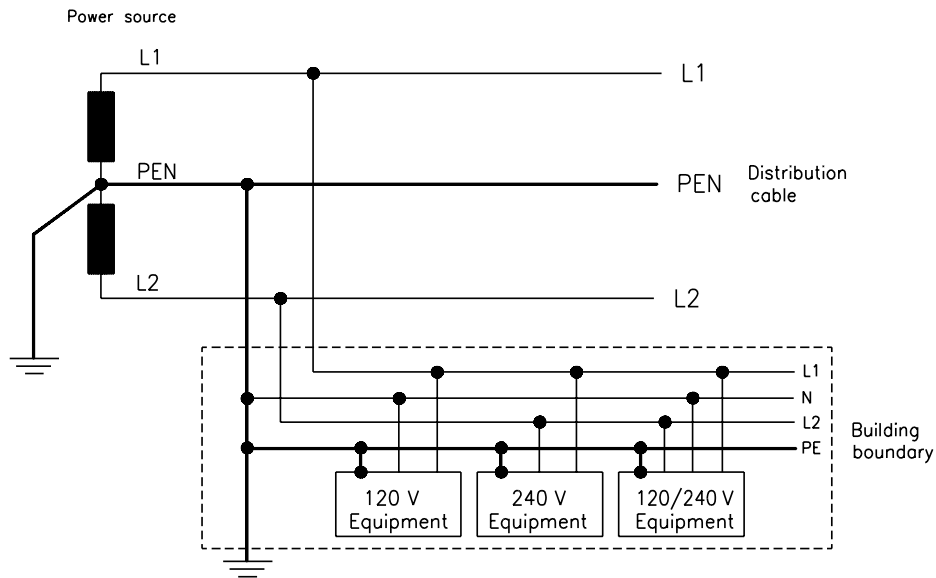 Power source
L1
L1
PEN
PEN
Distribution
cable
L2
L2
L1
N
L2
PE
Building
boundary
120 V
Equipment
240 V
Equipment
120/240 V
Equipment